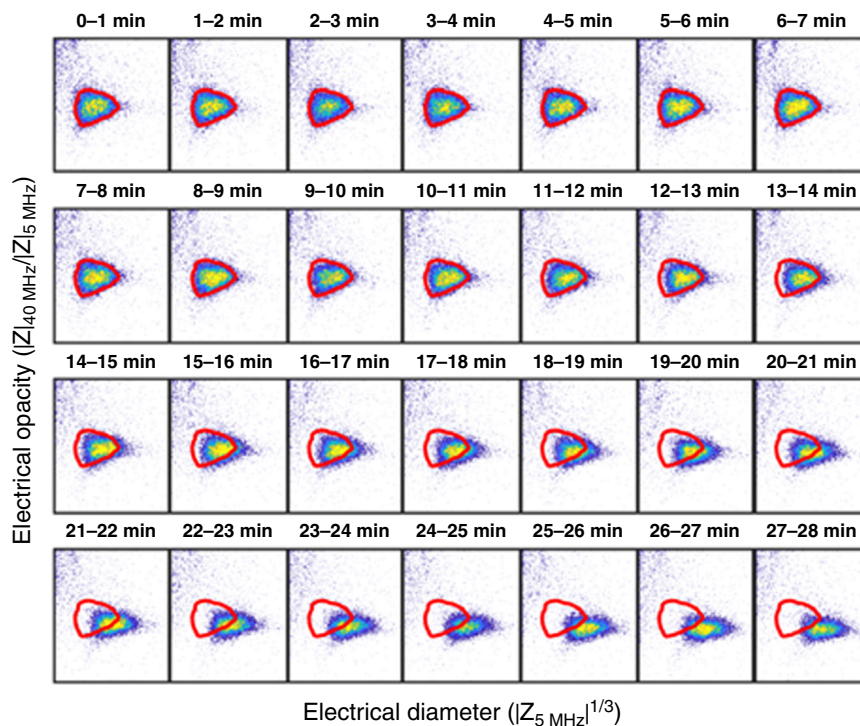 0–1 min 1–2 min 2–3 min 3–4 min 4–5 min 5–6 min 6–7 min
7–8 min 8–9 min 9–10 min 10–11 min 11–12 min 12–13 min 13–14 min
14–15 min 15–16 min 16–17 min 17–18 min 18–19 min 19–20 min 20–21 min
21–22 min 22–23 min 23–24 min 24–25 min 25–26 min 26–27 min 27–28 min
Electrical opacity (|Z|40 MHz/|Z|5 MHz)
Electrical diameter (|Z5 MHz|1/3)